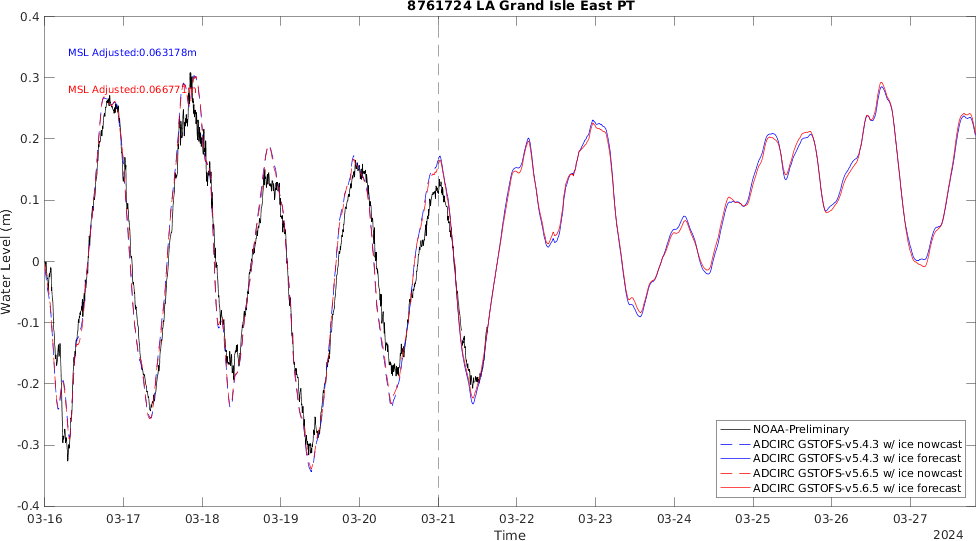 8761724 LA Grand Isle East PT
0.4
MSL Adjusted:0.063178m
0.3
MSL Adjusted:0.066771m
0.2
0.1
0
-0.1
-0.2
-0.3
-0.4
Water Level (m)
NOAA-Preliminary
ADCIRC GSTOFS-v5.4.3 w/ ice nowcast
ADCIRC GSTOFS-v5.4.3 w/ ice forecast
ADCIRC GSTOFS-v5.6.5 w/ ice nowcast
ADCIRC GSTOFS-v5.6.5 w/ ice forecast
03-16 03-17 03-18 03-19 03-20 03-21 03-22 03-23 03-24 03-25 03-26 03-27
Time
2024